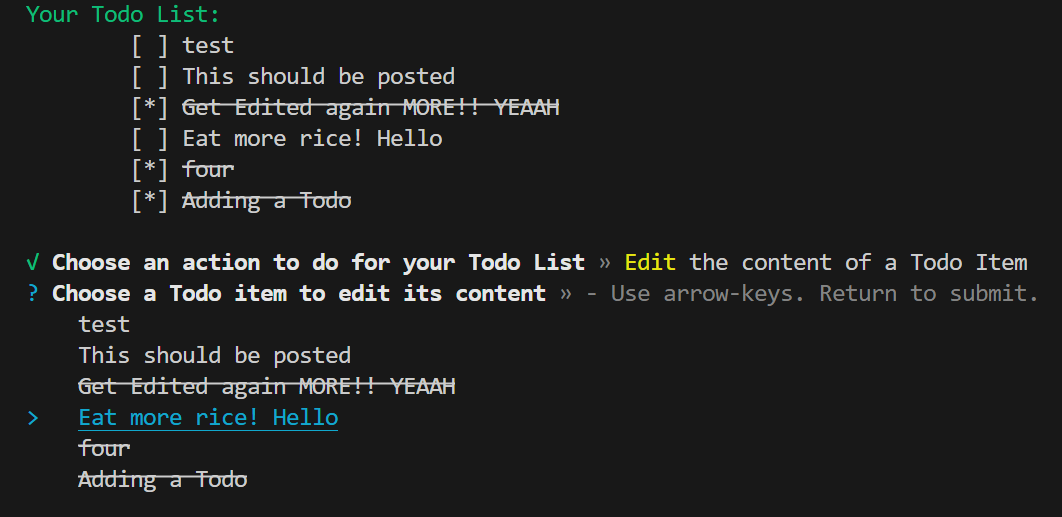 Your Todo List:
[ ] test
[ ] This should be posted
[*] Get Edited again MORE!! YEAAH
[ ] Eat more rice! Hello
[*] four
[*] Adding a Todo
√ Choose an action to do for your Todo List » Edit the content of a Todo Item
? Choose a Todo item to edit its content » - Use arrow-keys. Return to submit.
test
This should be posted
Get Edited again MORE!! YEAAH
> Eat more rice! Hello
four
Adding a Todo